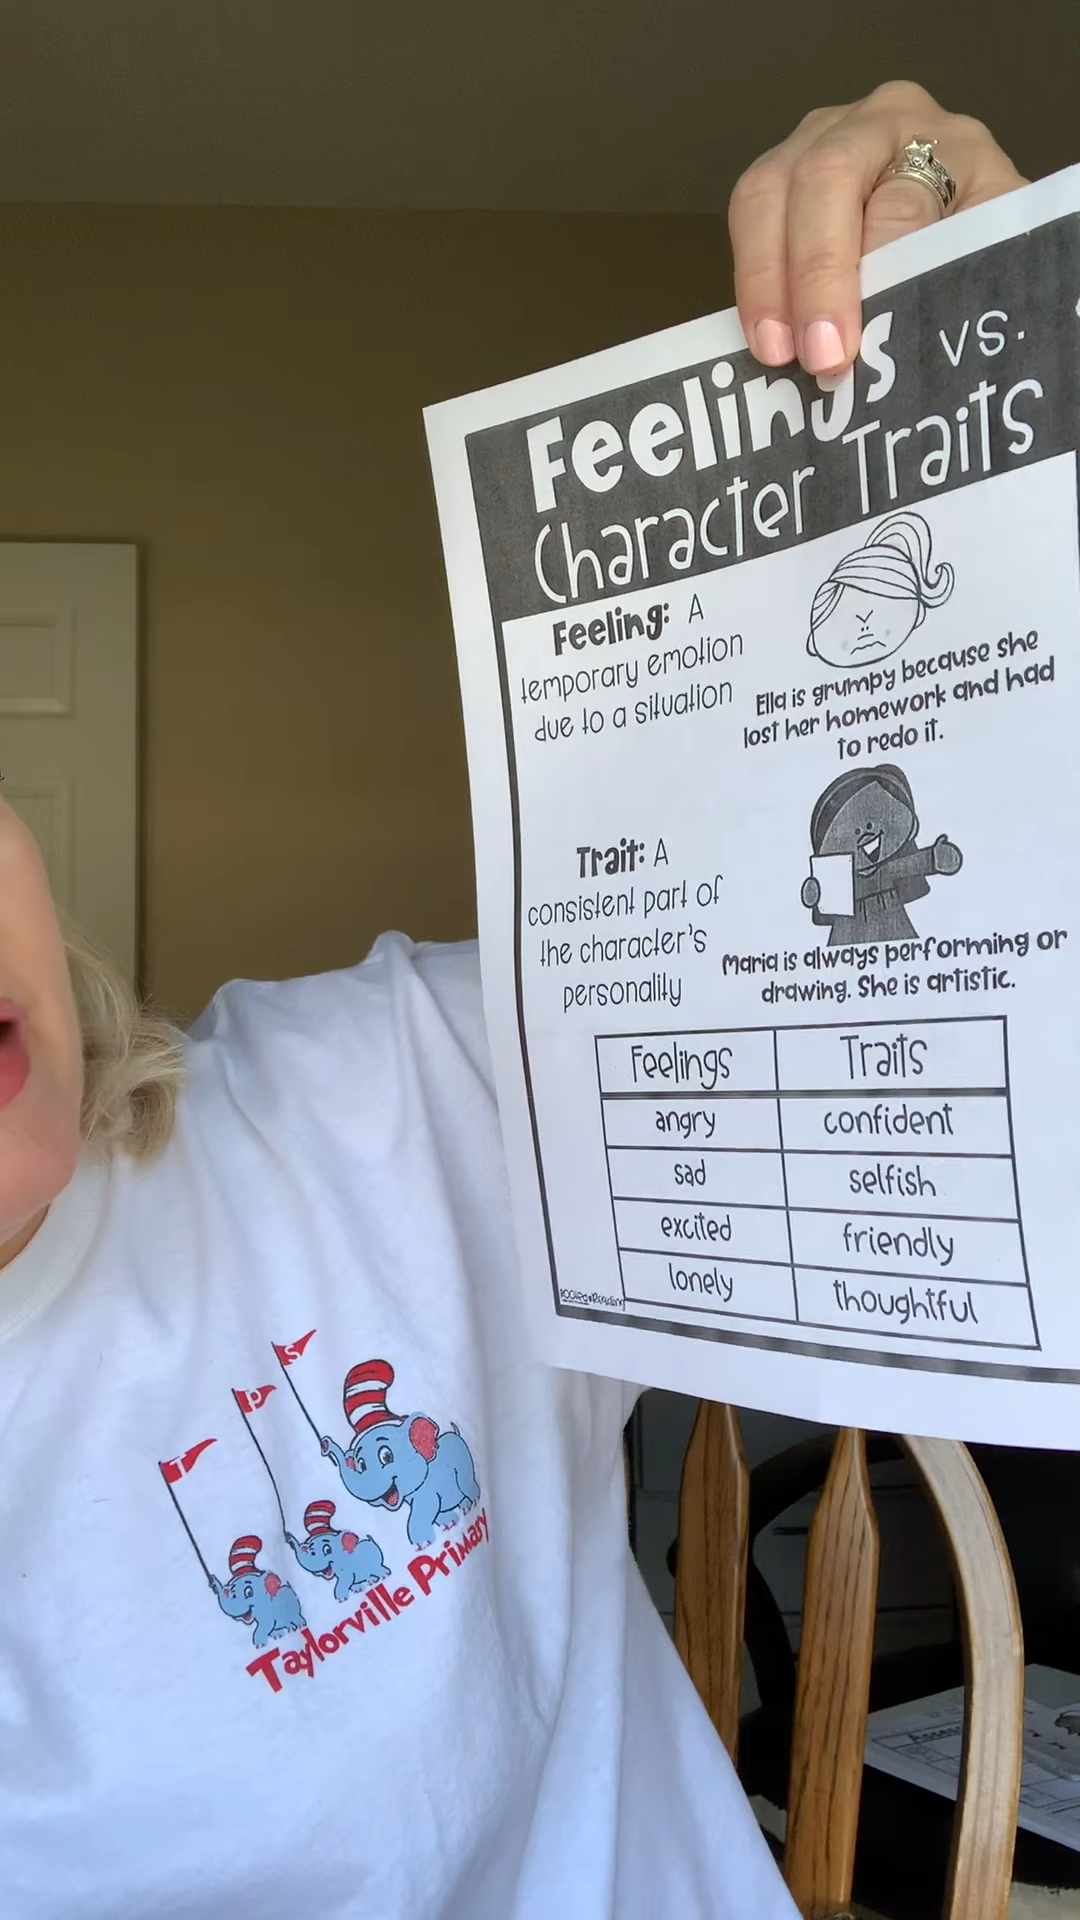 Feelings vs.
Character Traits
Feeling: A
temporary emotion
due to a situation
Ella is grumpy because she
lost her homework and had
to redo it.
Trait: A
consistent part of
the character's
personality
Maria is always performing or
drawing. She is artistic.
Feelings Traits
angry confident
sad selfish
excited friendly
lonely thoughtful
T
P
S
Taylorville Primary